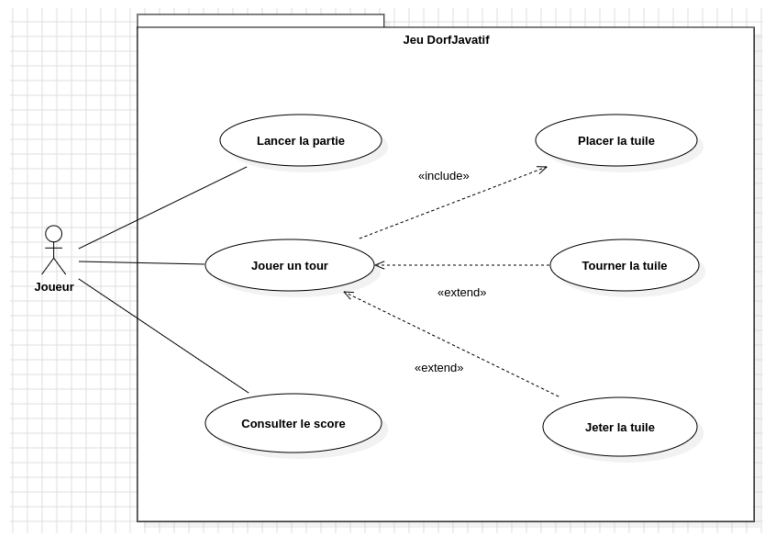 Jeu DorfJavatif
Lancer la partie
Placer la tuile
«include»
Jouer un tour
Tourner la tuile
Joueur
«extend»
«extend»
Consulter le score
Jeter la tuile